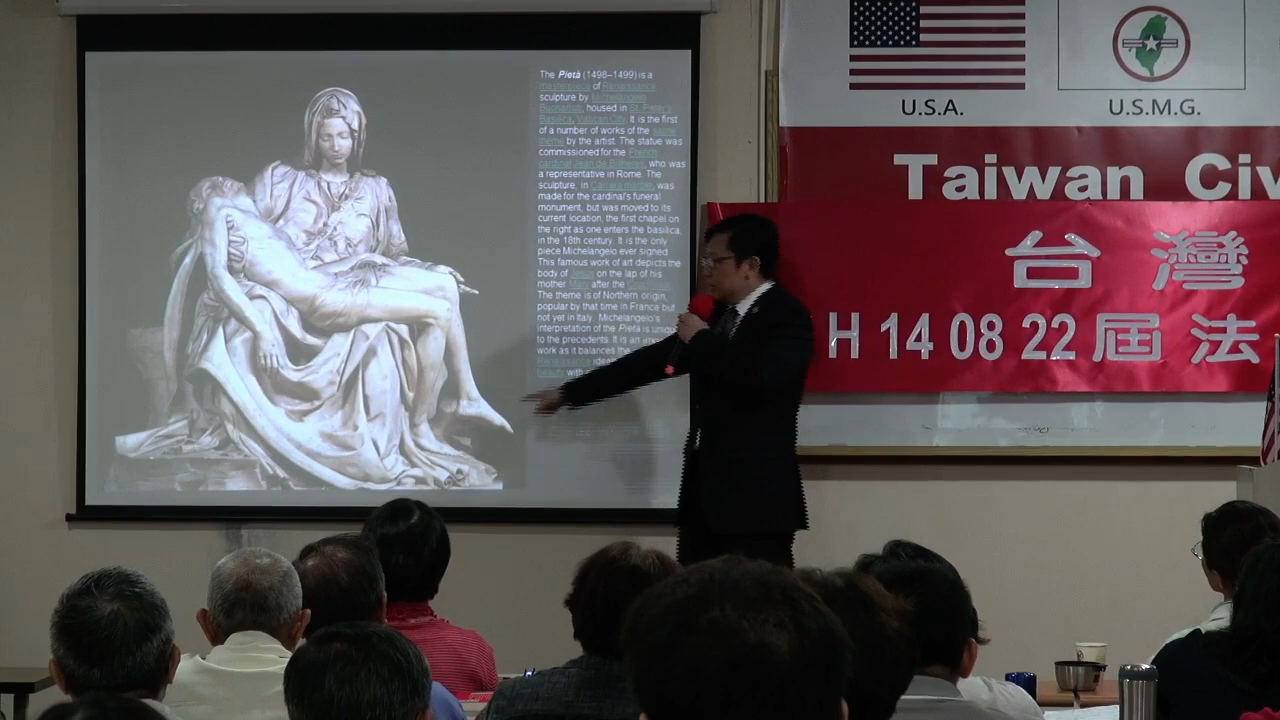 The Pietà (1498–1499) is a
masterpiece of Renaissance
sculpture by Michelangelo
Buonarroti, housed in St. Peter's
Basilica, Vatican City. It is the first
of a number of works of the same
theme by the artist. The statue was
commissioned for the French
cardinal Jean de Billheres, who was
a representative in Rome. The
sculpture, in Carrara marble, was
made for the cardinal's funeral
monument, but was moved to its
current location, the first chapel on
the right as one enters the basilica,
in the 18th century. It is the only
piece Michelangelo ever signed.
This famous work of art depicts the
body of Jesus on the lap of his
mother Mary after the Crucifixion.
The theme is of Northern origin,
popular by that time in France but
not yet in Italy. Michelangelo's
interpretation of the Pietà is
to the precedents. It is an
work as it balances the
Renaissance
beauty with
U.S.A.
U.S.M.G.
Taiwan Civ
台灣
H 14 08 22 屆 法